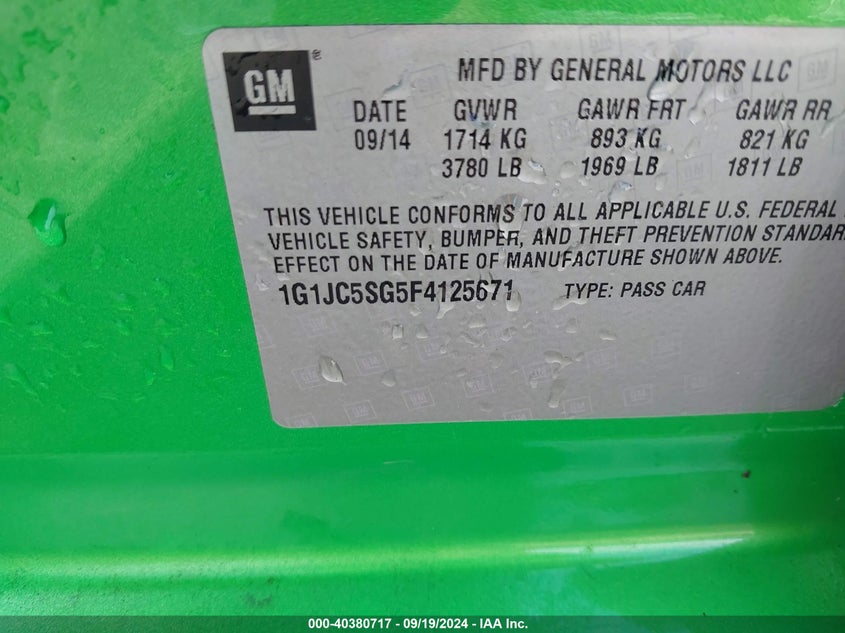 GM ®
MFD BY GENERAL MOTORS LLC
DATE GVWR GAWR FRT GAWR RR
09/14 1714 KG 893 KG 821 KG
3780 LB 1969 LB 1811 LB
THIS VEHICLE CONFORMS TO ALL APPLICABLE U.S. FEDERAL
VEHICLE SAFETY, BUMPER, AND THEFT PREVENTION STANDAR
EFFECT ON THE DATE OF MANUFACTURE SHOWN ABOVE.
1G1JC5SG5F4125671 TYPE: PASS CAR
000-40380717 - 09/19/2024 - IAA Inc.